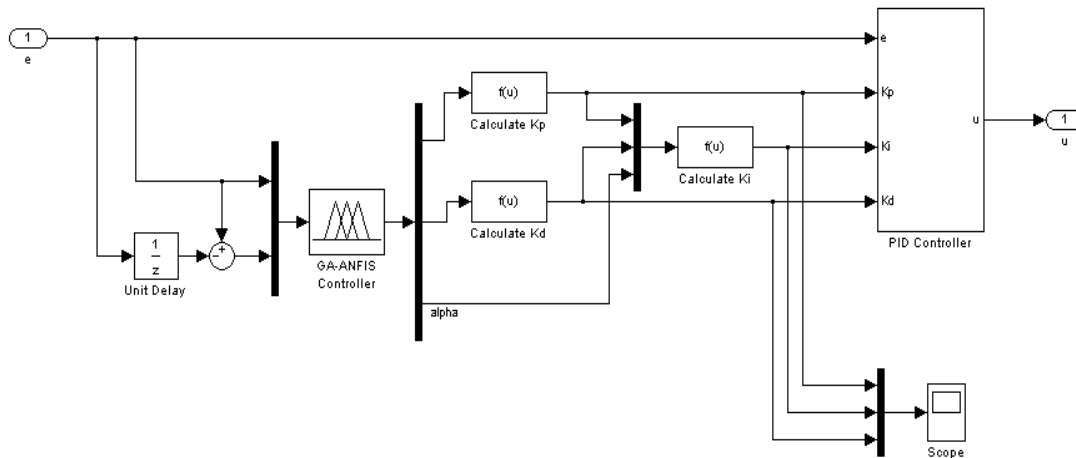 1
e
1
z
Unit Delay
+
−
GA-ANFIS
Controller
f(u)
Calculate Kp
f(u)
Calculate Kd
alpha
f(u)
Calculate Ki
e
Kp
Ki
Kd
u
PID Controller
1
u
Scope